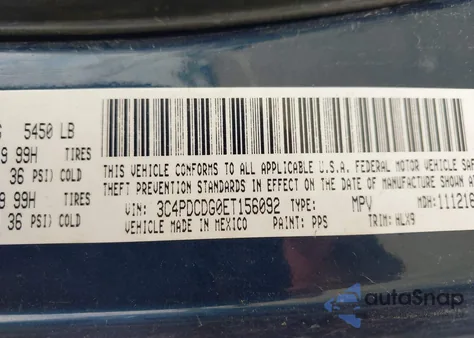 5450 LB
99H TIRES
36 PSI) COLD
99H TIRES
36 PSI) COLD
THIS VEHICLE CONFORMS TO ALL APPLICABLE U.S.A. FEDERAL MOTOR VEHICLE
THEFT PREVENTION STANDARDS IN EFFECT ON THE DATE OF MANUFACTURE SHOWN
VIN: 3C4PDCDG0ET156092 TYPE: MPV MDH:111216
VEHICLE MADE IN MEXICO PAINT: PPS TRIM: HLX9
autoSnap